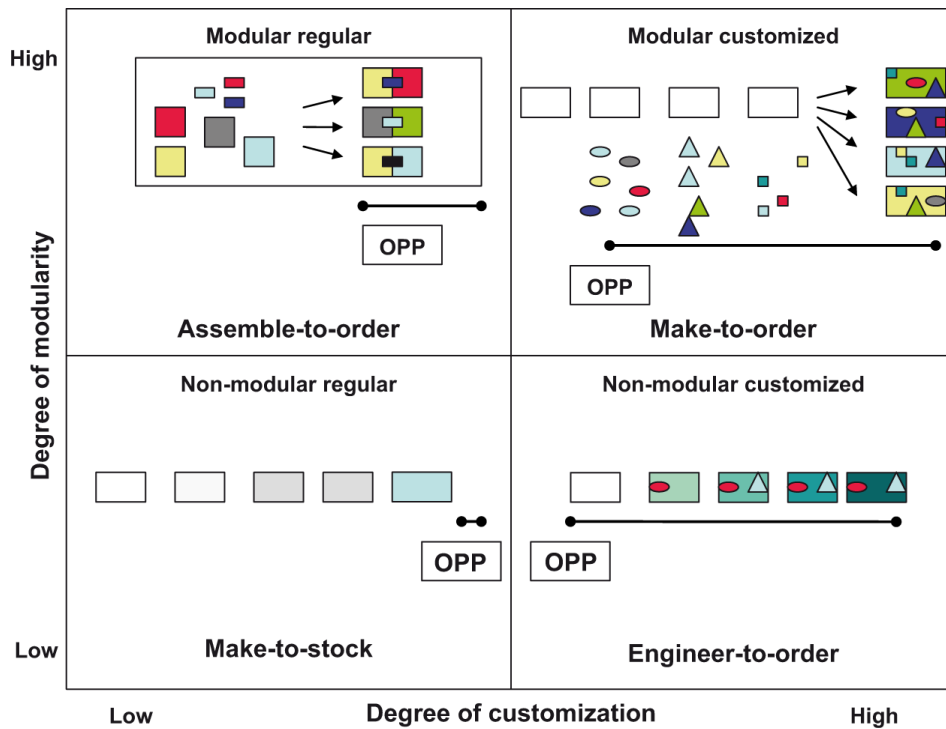 High
Modular regular
Modular customized
OPP
OPP
Assemble-to-order
Make-to-order
Degree of modularity
Non-modular regular
Non-modular customized
OPP
OPP
Make-to-stock
Engineer-to-order
Low
Low
Degree of customization
High